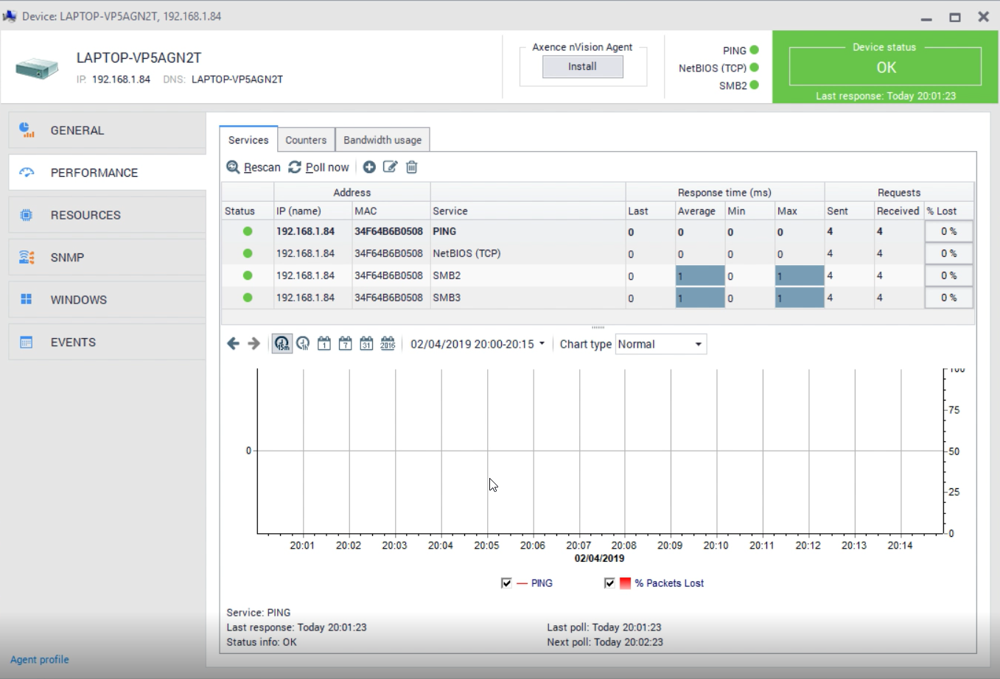 Device: LAPTOP-VP5AGN2T, 192.168.1.84
LAPTOP-VP5AGN2T
IP: 192.168.1.84 DNS: LAPTOP-VP5AGN2T
Axence nVision Agent
Install
PING
NetBIOS (TCP)
SMB2
Device status
OK
Last response: Today 20:01:23
GENERAL
PERFORMANCE
RESOURCES
SNMP
WINDOWS
EVENTS
Agent profile
Services Counters Bandwidth usage
Rescan Poll now
Address Response time (ms) Requests
Status IP (name) MAC Service Last Average Min Max Sent Received % Lost
192.168.1.84 34F64B6B0508 PING 0 0 0 0 4 4 0 %
192.168.1.84 34F64B6B0508 NetBIOS (TCP) 0 0 0 0 4 4 0 %
192.168.1.84 34F64B6B0508 SMB2 0 1 0 1 4 4 0 %
192.168.1.84 34F64B6B0508 SMB3 0 1 0 1 4 4 0 %
15m 1h 1 7 31 2016 02/04/2019 20:00-20:15 Chart type Normal
100
75
0 50
25
0
20:01 20:02 20:03 20:04 20:05 20:06 20:07 20:08 20:09 20:10 20:11 20:12 20:13 20:14
02/04/2019
PING % Packets Lost
Service: PING
Last response: Today 20:01:23 Last poll: Today 20:01:23
Status info: OK Next poll: Today 20:02:23